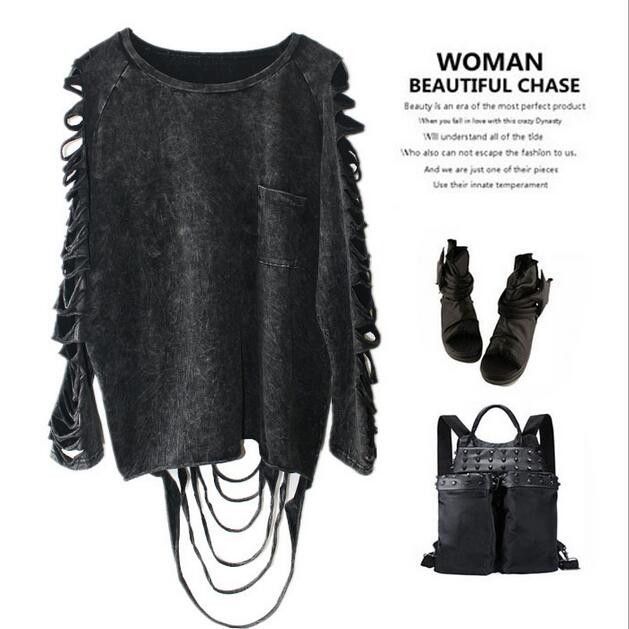 WOMAN
BEAUTIFUL CHASE
Beauty is an era of the most perfect product
When you fall in love with this crazy Dynasty
Will understand all of the tide
Who also can not escape the fashion to us.
And we are just one of their pieces
Use their innate temperament